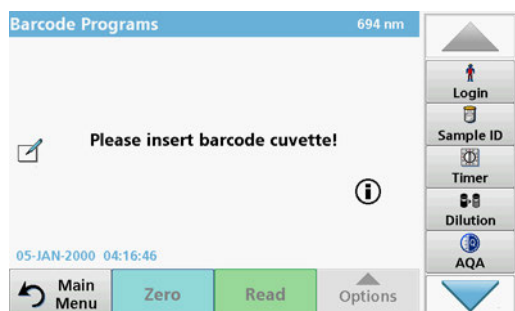 Barcode Programs 694 nm
Please insert barcode cuvette!
05-JAN-2000 04:16:46
Main
Menu
Zero
Read
Options
Login
Sample ID
Timer
Dilution
AQA